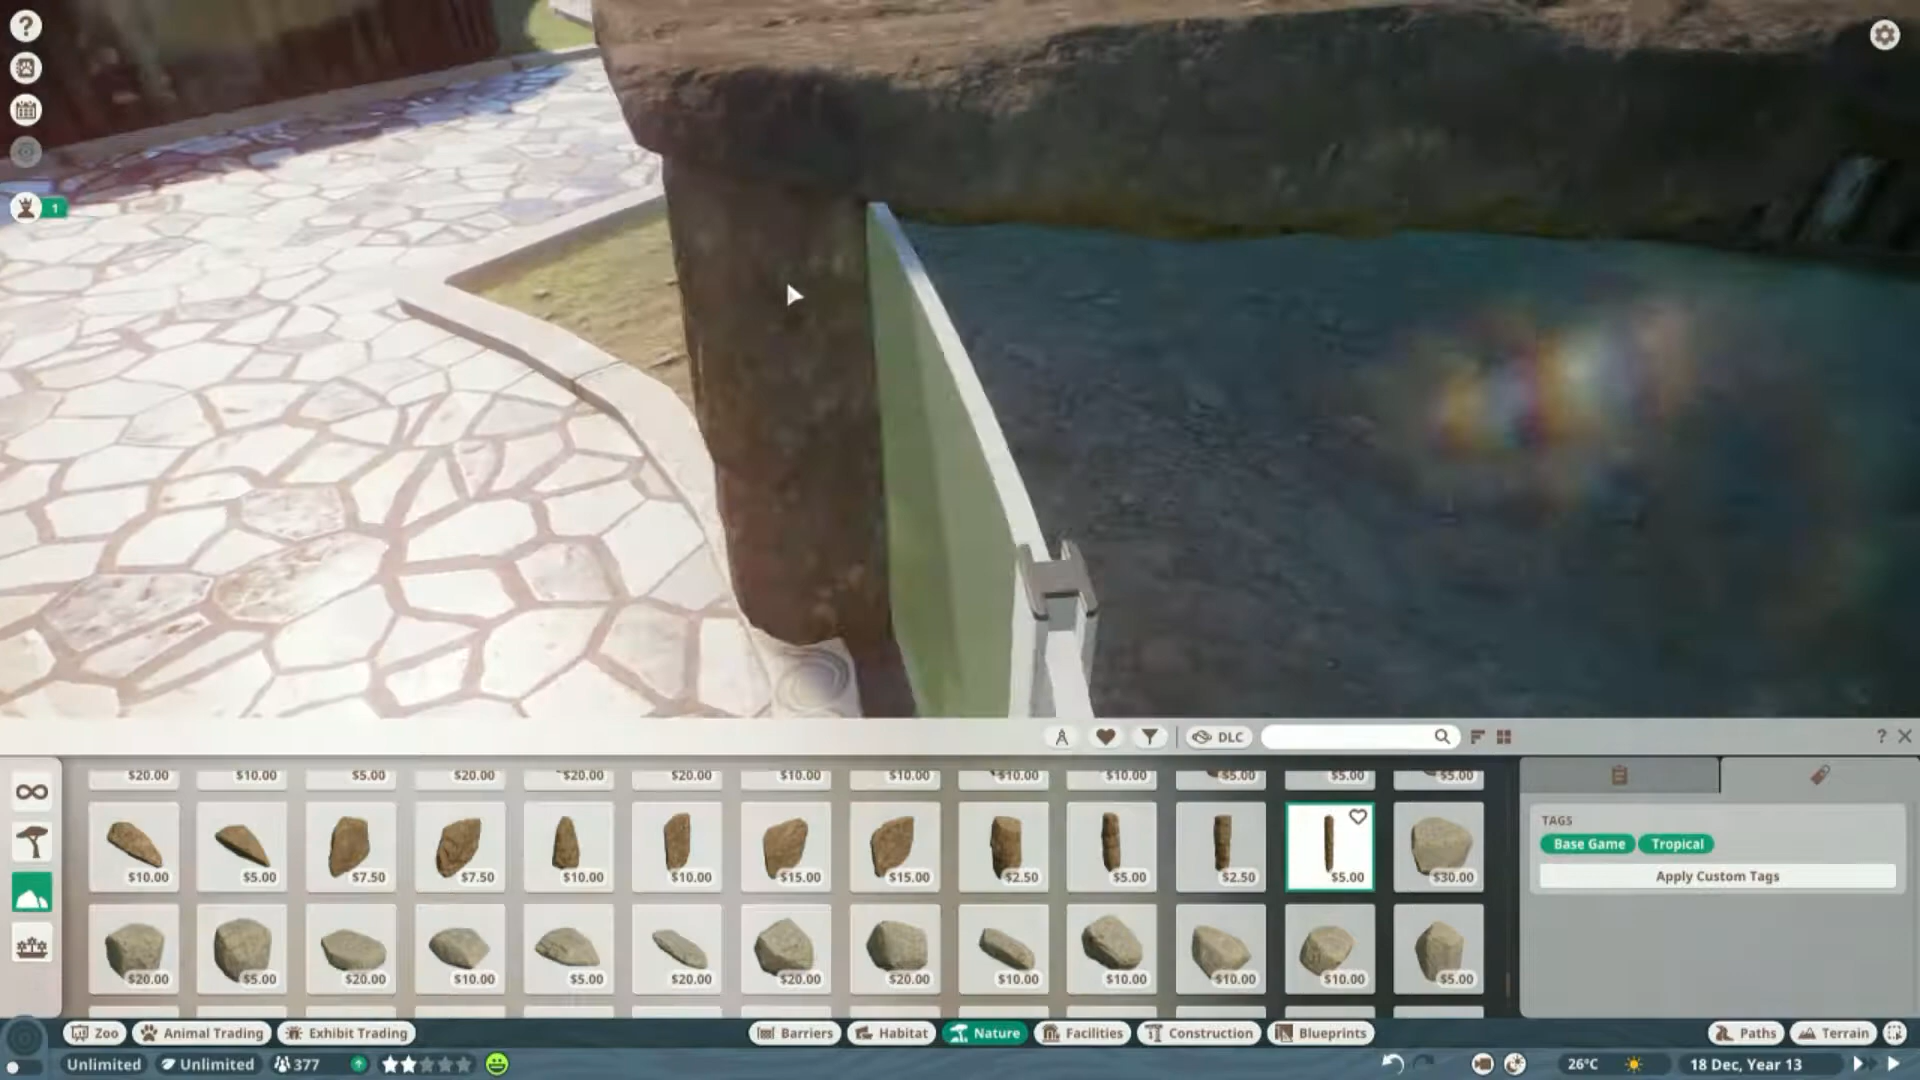 ?
1
DLC
?
$20.00 $10.00 $5.00 $20.00 $20.00 $20.00 $10.00 $10.00 $10.00 $10.00 $5.00 $5.00 $5.00
$10.00 $5.00 $7.50 $7.50 $10.00 $10.00 $15.00 $15.00 $2.50 $5.00 $2.50 $5.00 $30.00
$20.00 $5.00 $20.00 $10.00 $5.00 $20.00 $20.00 $20.00 $10.00 $10.00 $10.00 $10.00 $5.00
TAGS
Base Game Tropical
Apply Custom Tags
Zoo Animal Trading Exhibit Trading Barriers Habitat Nature Facilities Construction Blueprints Paths Terrain
Unlimited Unlimited 377 26°C 18 Dec, Year 13